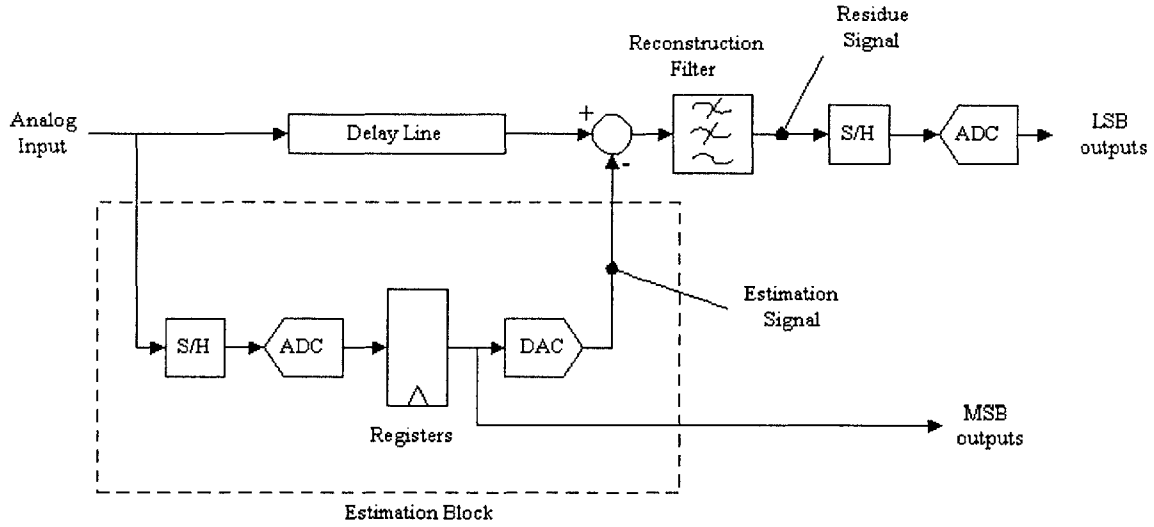 Residue
Signal
Reconstruction
Filter
Analog
Input
Delay Line
+
-
S/H
ADC
LSB
outputs
Estimation
Signal
S/H
ADC
DAC
Registers
MSB
outputs
Estimation Block